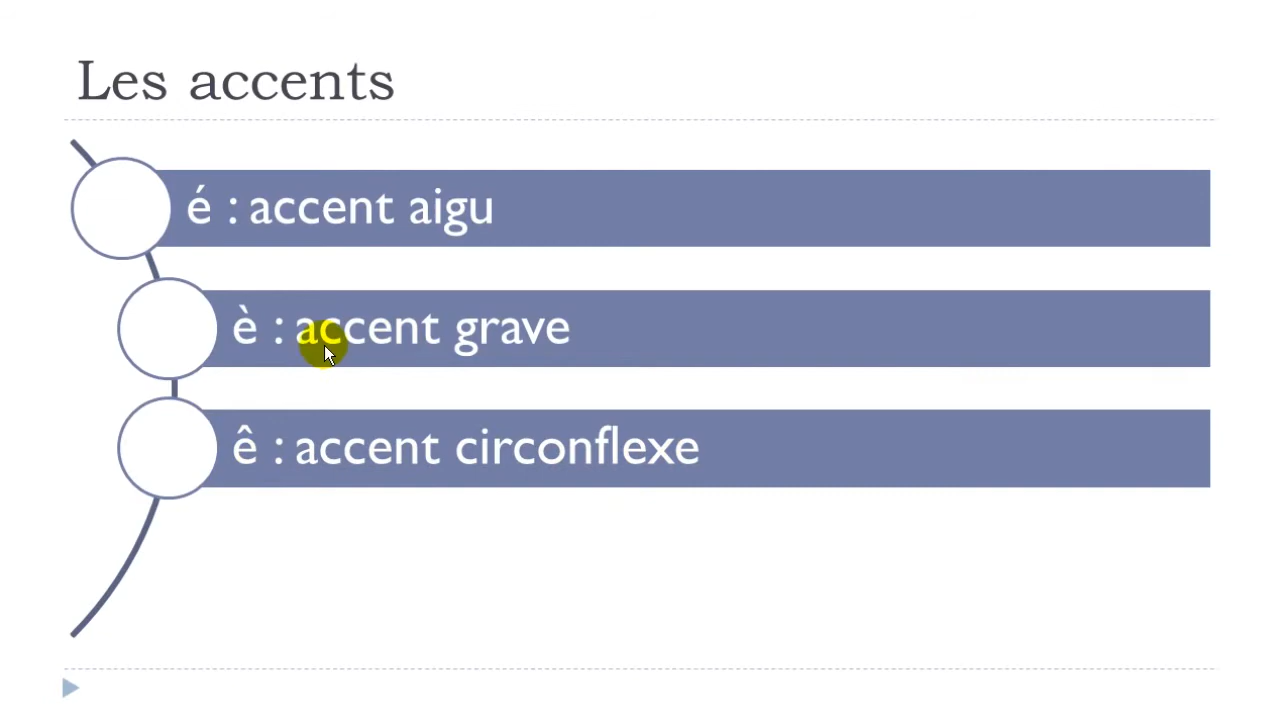 Les accents
é : accent aigu
è : accent grave
ê : accent circonflexe